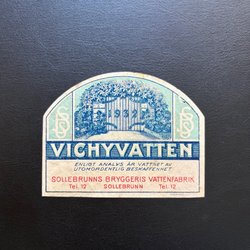 VICHYVATTEN
ENLIGT ANALYS ÄR VATTNET AV
UTOMORDENTLIG BESKAFFENHET
SOLLEBRUNNS BRYGGERIS VATTENFABRIK
Tel. 12 SOLLEBRUNN Tel. 12